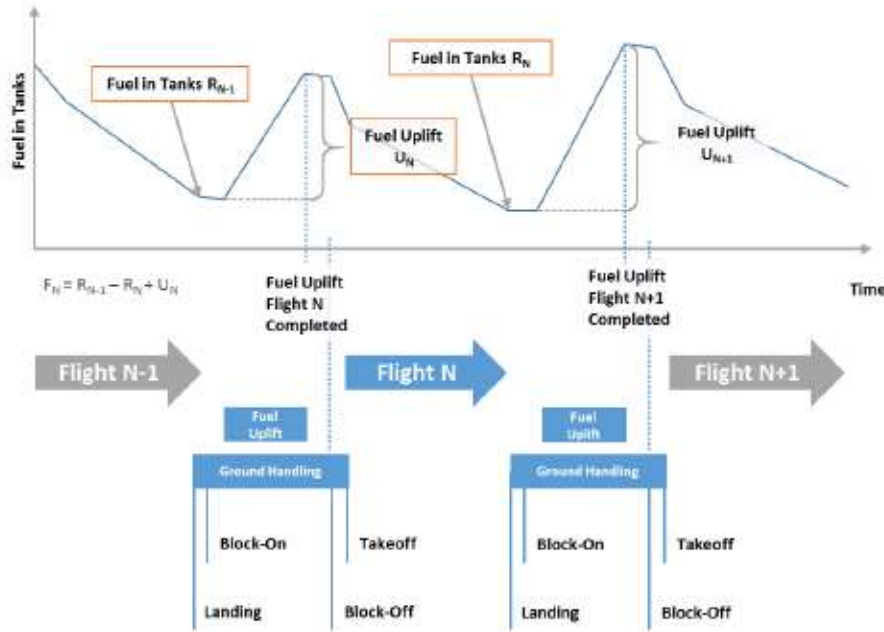 Fuel in Tanks
Fuel in Tanks R_N-1
Fuel in Tanks R_N
Fuel Uplift
U_N
Fuel Uplift
U_N+1
F_N = R_N-1 – R_N + U_N
Fuel Uplift
Flight N
Completed
Fuel Uplift
Flight N+1
Completed
Time
Flight N-1
Flight N
Flight N+1
Fuel
Uplift
Fuel
Uplift
Ground Handling
Ground Handling
Block-On
Takeoff
Block-On
Takeoff
Landing
Block-Off
Landing
Block-Off